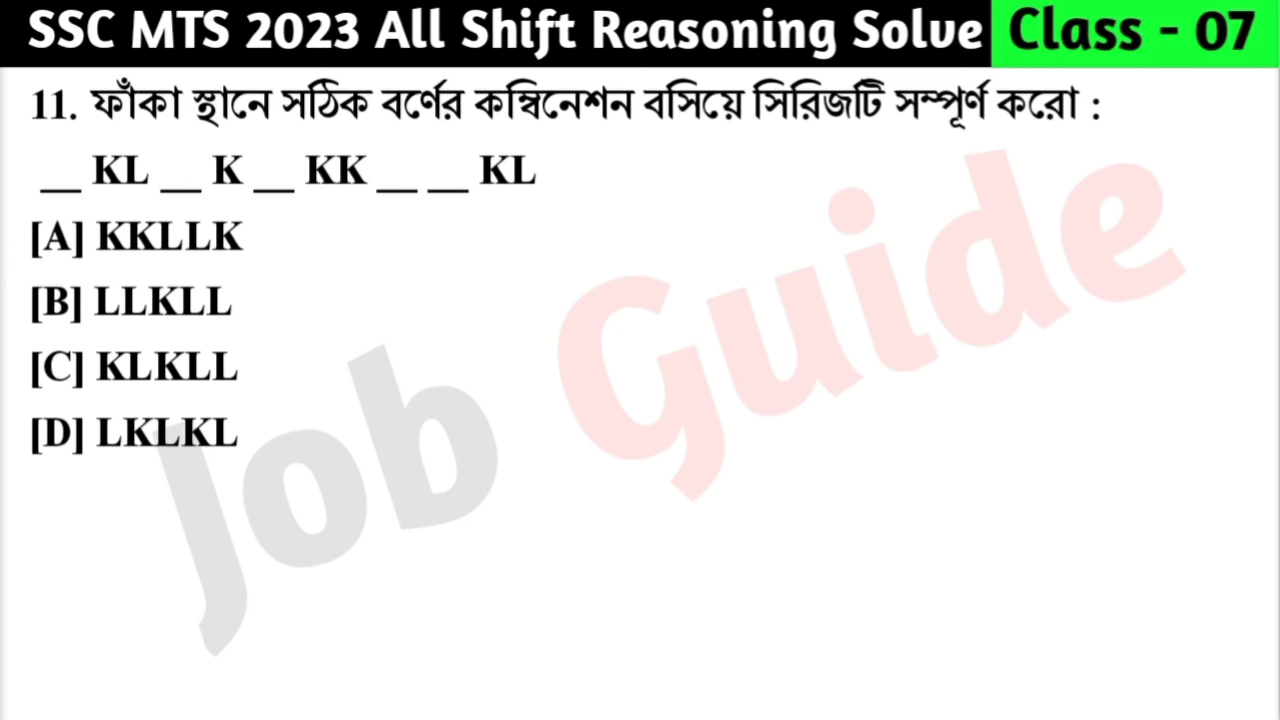 SSC MTS 2023 All Shift Reasoning Solve Class - 07
11. ফাঁকা স্থানে সঠিক বর্ণের কম্বিনেশন বসিয়ে সিরিজটি সম্পূর্ণ করো :
__ KL __ K __ KK __ __ KL
[A] KKLLK
[B] LLKLL
[C] KLKLL
[D] LKLKL
Job Guide